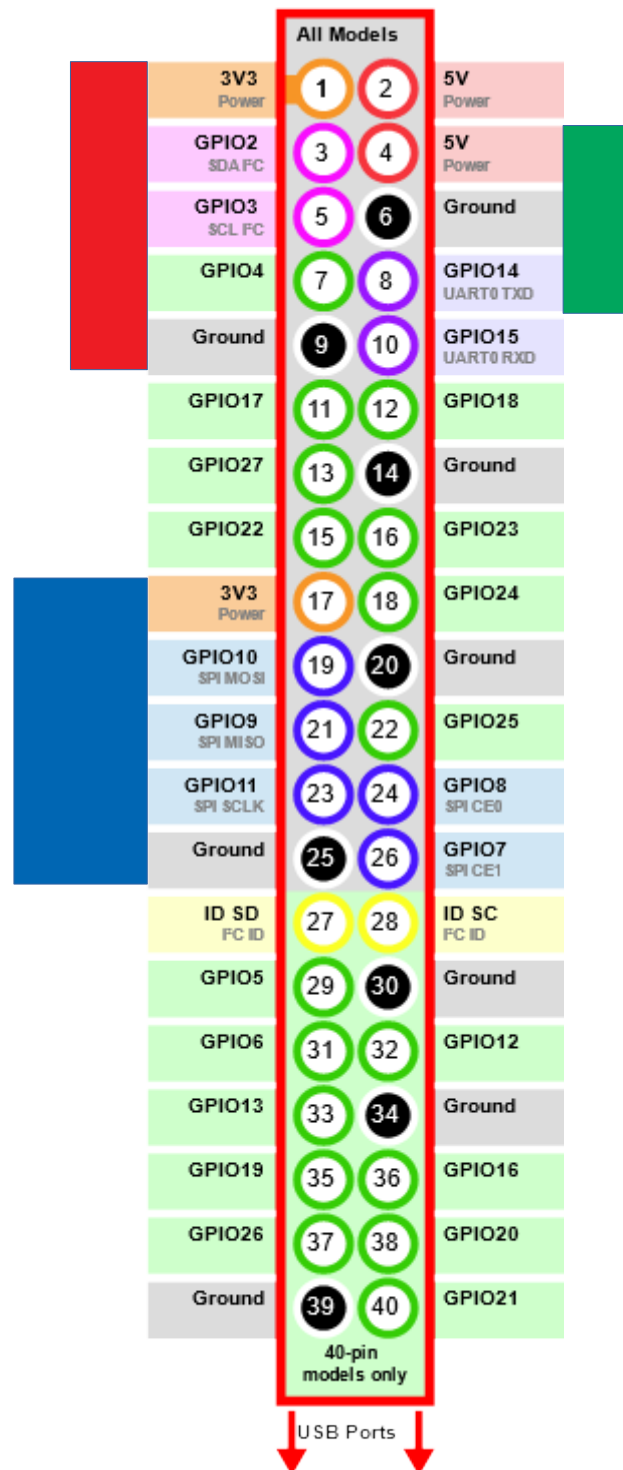 All Models
3V3 1 2 5V
Power Power
GPIO2 3 4 5V
SDA FC Power
GPIO3 5 6 Ground
SCL FC
GPIO4 7 8 GPIO14
UART0 TXD
Ground 9 10 GPIO15
UART0 RXD
GPIO17 11 12 GPIO18
GPIO27 13 14 Ground
GPIO22 15 16 GPIO23
3V3 17 18 GPIO24
Power
GPIO10 19 20 Ground
SPI MOSI
GPIO9 21 22 GPIO25
SPI MISO
GPIO11 23 24 GPIO8
SPI SCLK SPI CE0
Ground 25 26 GPIO7
SPI CE1
ID SD 27 28 ID SC
FC ID FC ID
GPIO5 29 30 Ground
GPIO6 31 32 GPIO12
GPIO13 33 34 Ground
GPIO19 35 36 GPIO16
GPIO26 37 38 GPIO20
Ground 39 40 GPIO21
40-pin
models only
USB Ports